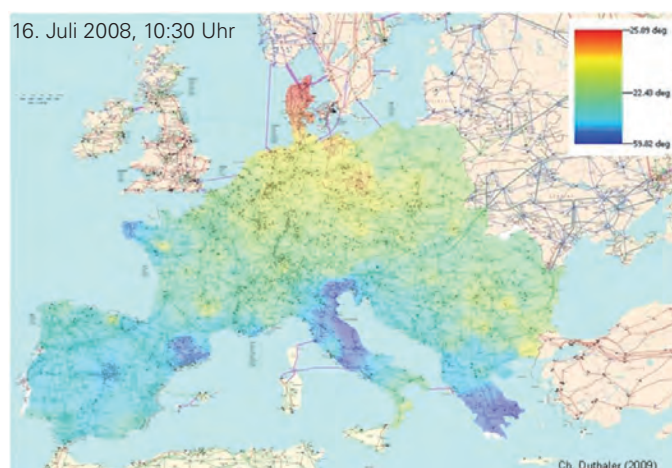 16. Juli 2008, 10:30 Uhr
25.89 deg
22.43 deg
59.82 deg
Ch. Duthaler (2009)